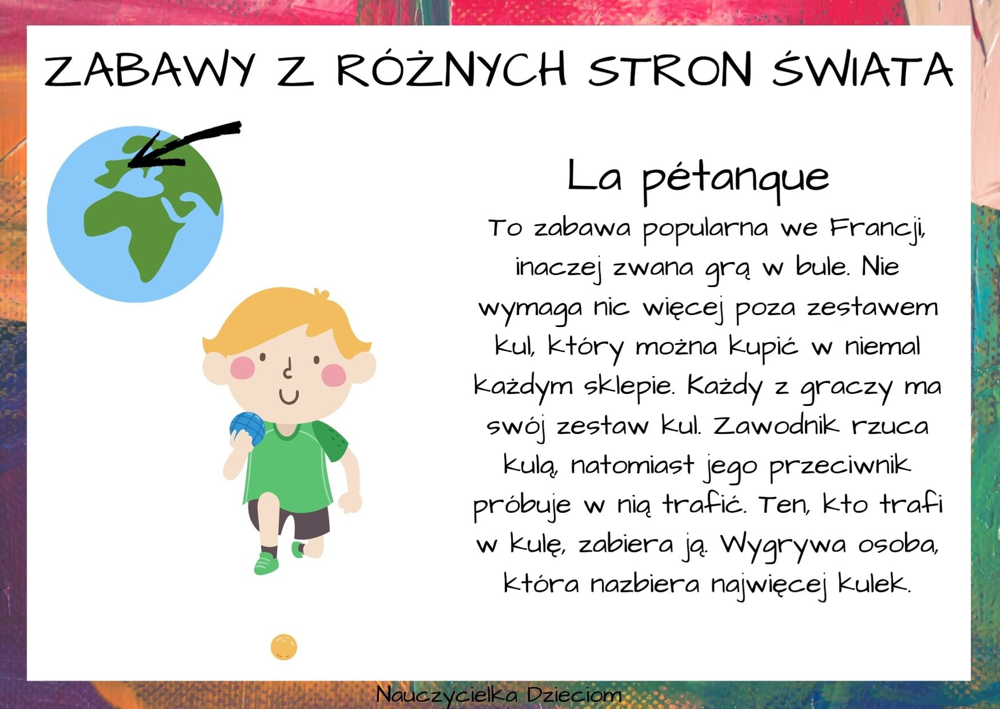 ZABAWY Z RÓŻNYCH STRON ŚWIATA
La pétanque
To zabawa popularna we Francji,
inaczej zwana grą w bule. Nie
wymaga nic więcej poza zestawem
kul, który można kupić w niemal
każdym sklepie. Każdy z graczy ma
swój zestaw kul. Zawodnik rzuca
kulą, natomiast jego przeciwnik
próbuje w nią trafić. Ten, kto trafi
w kulę, zabiera ją. Wygrywa osoba,
która nazbiera najwięcej kulek.
Nauczycielka Dzieciom